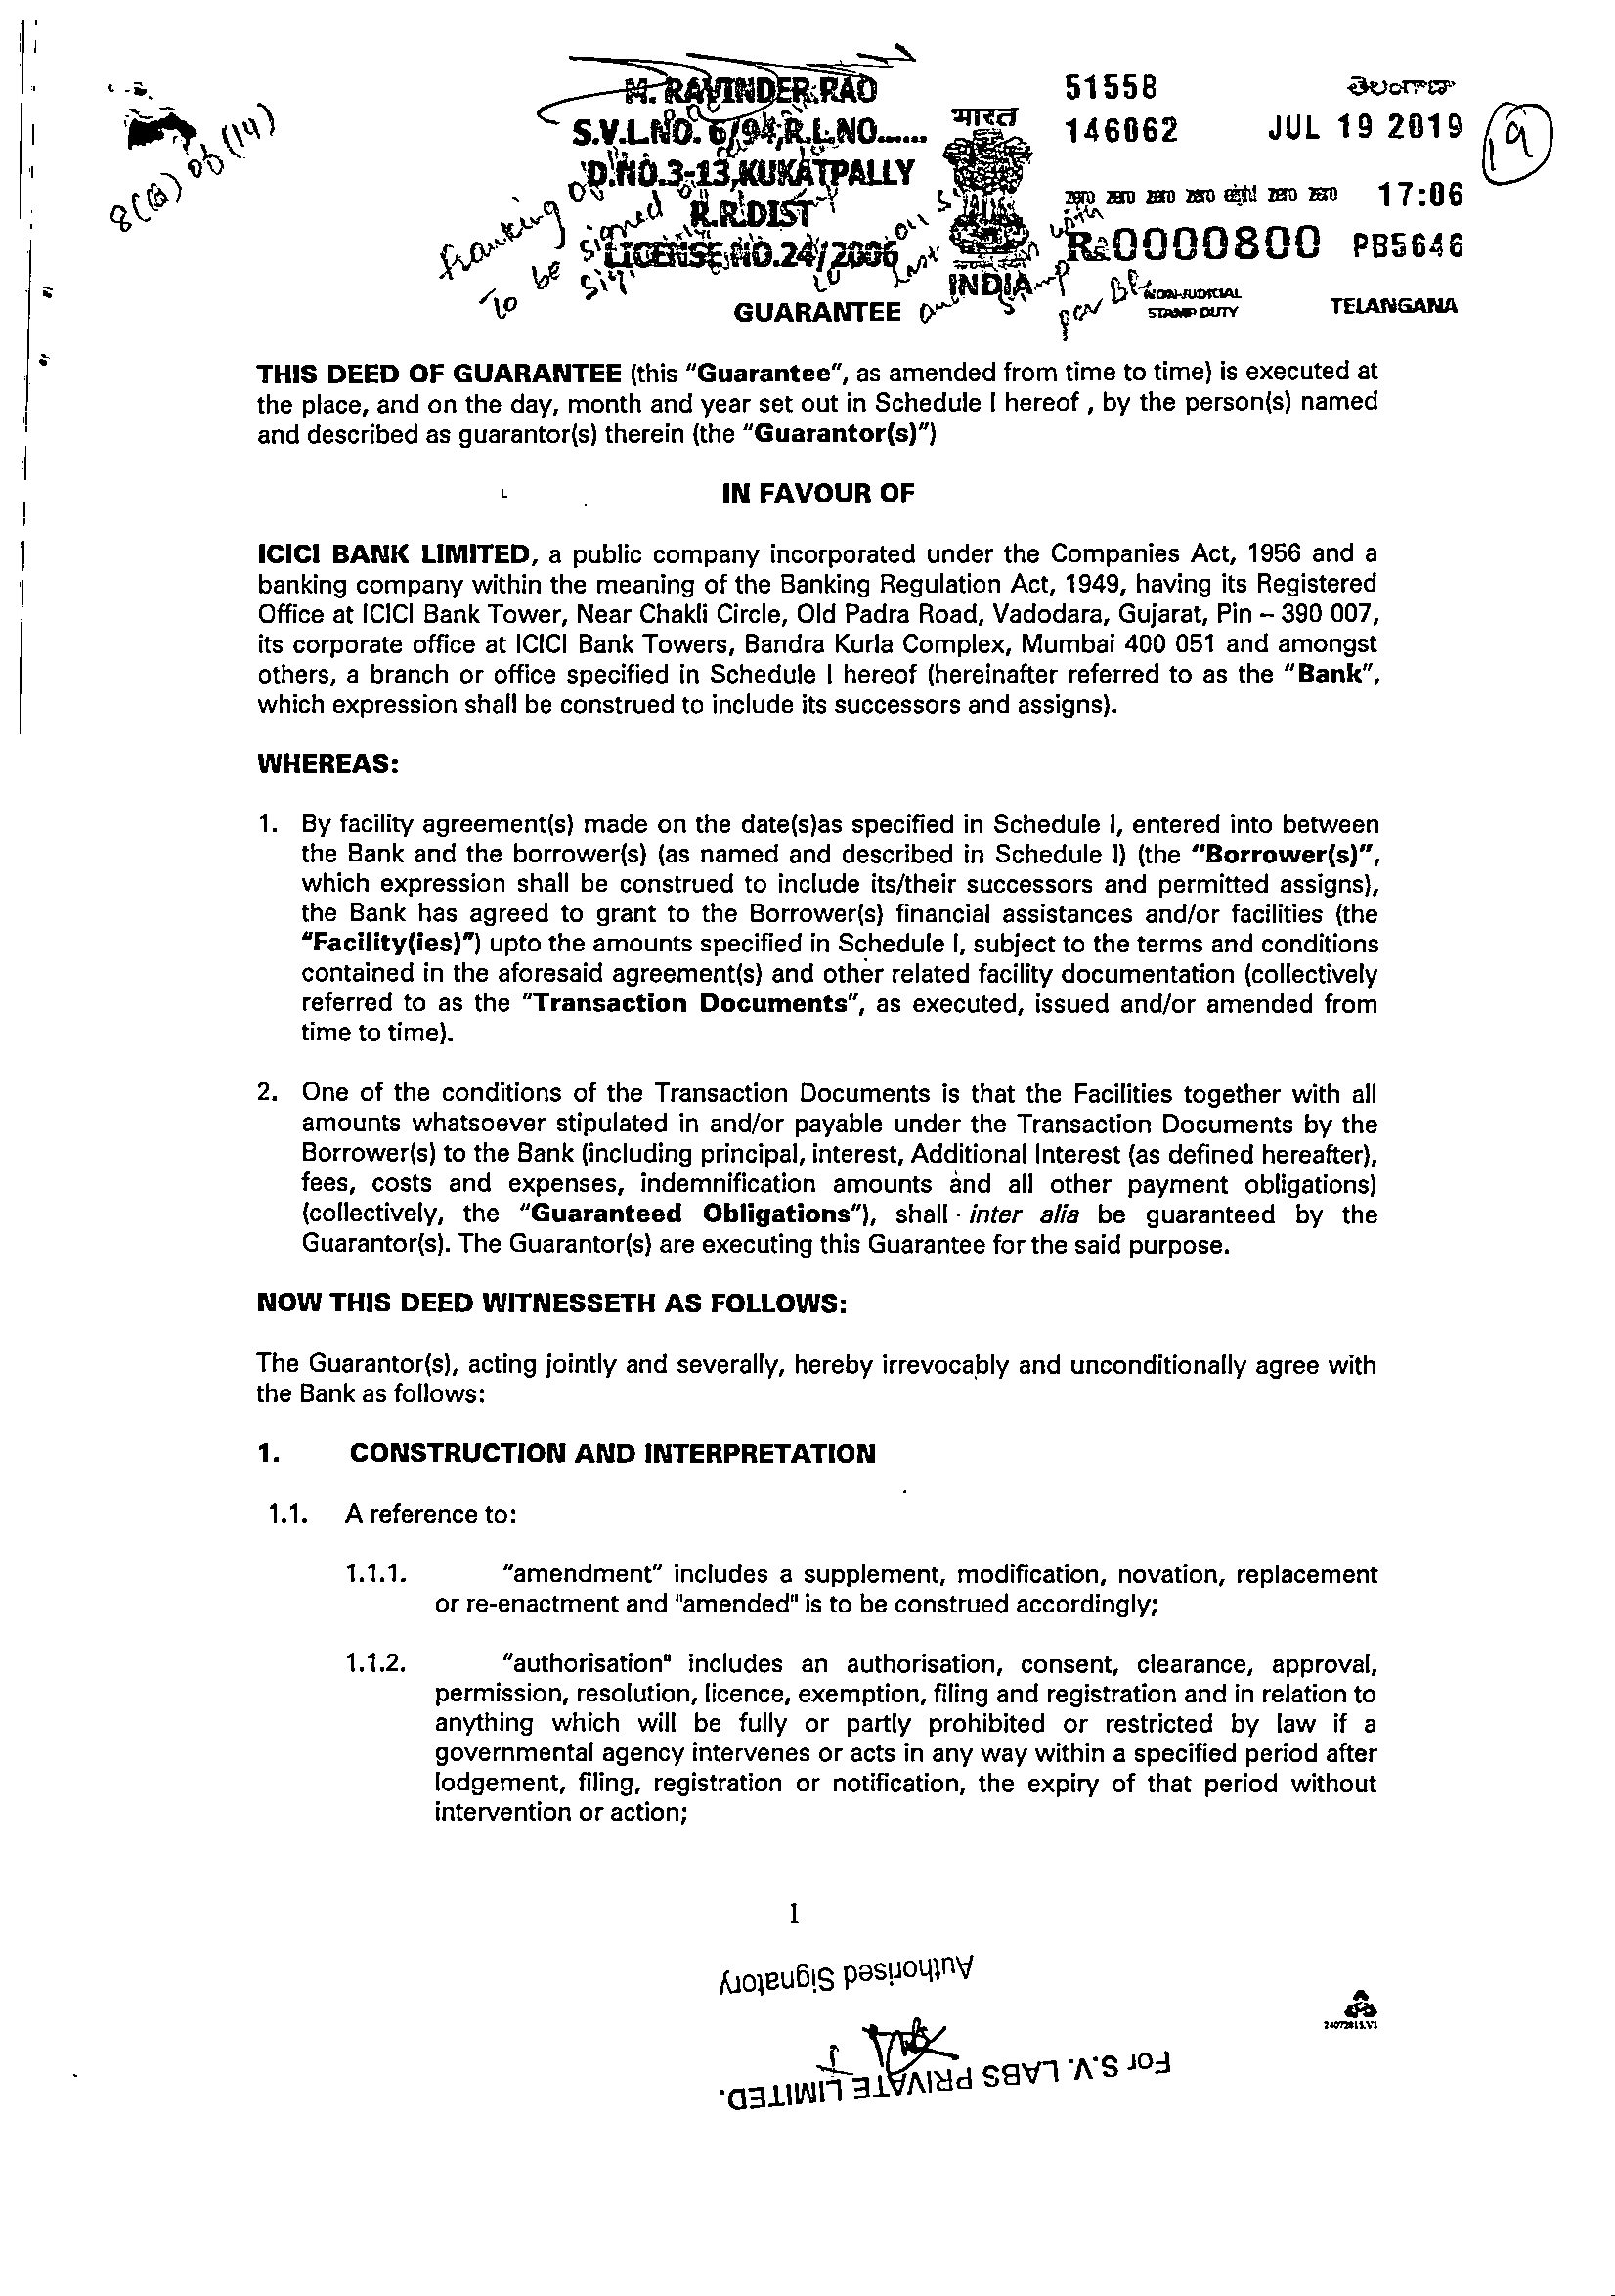 M. RAVINDER RAO
S.V.L.NO. 6/94,R.L.NO......
D.NO.3-13,KUKATPALLY
R.R.DIST
LICENSE NO.24/2006
भारत
INDIA
51558
తెలంగాణ
146062 JUL 19 2019
17:06
R 0000800 PB5646
NON-JUDICIAL
STAMP DUTY
TELANGANA
19
Franking
To be signed
last
GUARANTEE
THIS DEED OF GUARANTEE (this "Guarantee", as amended from time to time) is executed at
the place, and on the day, month and year set out in Schedule I hereof , by the person(s) named
and described as guarantor(s) therein (the "Guarantor(s)")
IN FAVOUR OF
ICICI BANK LIMITED, a public company incorporated under the Companies Act, 1956 and a
banking company within the meaning of the Banking Regulation Act, 1949, having its Registered
Office at ICICI Bank Tower, Near Chakli Circle, Old Padra Road, Vadodara, Gujarat, Pin – 390 007,
its corporate office at ICICI Bank Towers, Bandra Kurla Complex, Mumbai 400 051 and amongst
others, a branch or office specified in Schedule I hereof (hereinafter referred to as the "Bank",
which expression shall be construed to include its successors and assigns).
WHEREAS:
1. By facility agreement(s) made on the date(s)as specified in Schedule I, entered into between
the Bank and the borrower(s) (as named and described in Schedule I) (the "Borrower(s)",
which expression shall be construed to include its/their successors and permitted assigns),
the Bank has agreed to grant to the Borrower(s) financial assistances and/or facilities (the
"Facility(ies)") upto the amounts specified in Schedule I, subject to the terms and conditions
contained in the aforesaid agreement(s) and other related facility documentation (collectively
referred to as the "Transaction Documents", as executed, issued and/or amended from
time to time).
2. One of the conditions of the Transaction Documents is that the Facilities together with all
amounts whatsoever stipulated in and/or payable under the Transaction Documents by the
Borrower(s) to the Bank (including principal, interest, Additional Interest (as defined hereafter),
fees, costs and expenses, indemnification amounts and all other payment obligations)
(collectively, the "Guaranteed Obligations"), shall inter alia be guaranteed by the
Guarantor(s). The Guarantor(s) are executing this Guarantee for the said purpose.
NOW THIS DEED WITNESSETH AS FOLLOWS:
The Guarantor(s), acting jointly and severally, hereby irrevocably and unconditionally agree with
the Bank as follows:
1. CONSTRUCTION AND INTERPRETATION
1.1. A reference to:
1.1.1. "amendment" includes a supplement, modification, novation, replacement
or re-enactment and "amended" is to be construed accordingly;
1.1.2. "authorisation" includes an authorisation, consent, clearance, approval,
permission, resolution, licence, exemption, filing and registration and in relation to
anything which will be fully or partly prohibited or restricted by law if a
governmental agency intervenes or acts in any way within a specified period after
lodgement, filing, registration or notification, the expiry of that period without
intervention or action;
1
Authorised Signatory
For S.V. LABS PRIVATE LIMITED.
24072015.V1